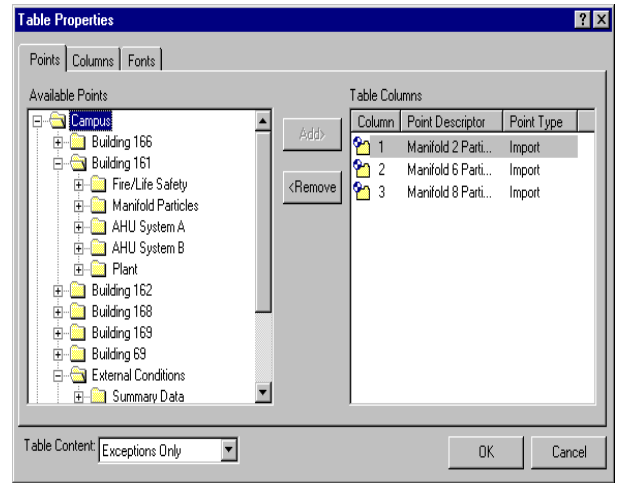 Table Properties
Points Columns Fonts
Available Points
Campus
Building 166
Building 161
Fire/Life Safety
Manifold Particles
AHU System A
AHU System B
Plant
Building 162
Building 168
Building 169
Building 69
External Conditions
Summary Data
Add>
<Remove
Table Columns
Column Point Descriptor Point Type
1 Manifold 2 Parti... Import
2 Manifold 6 Parti... Import
3 Manifold 8 Parti... Import
Table Content: Exceptions Only
OK Cancel